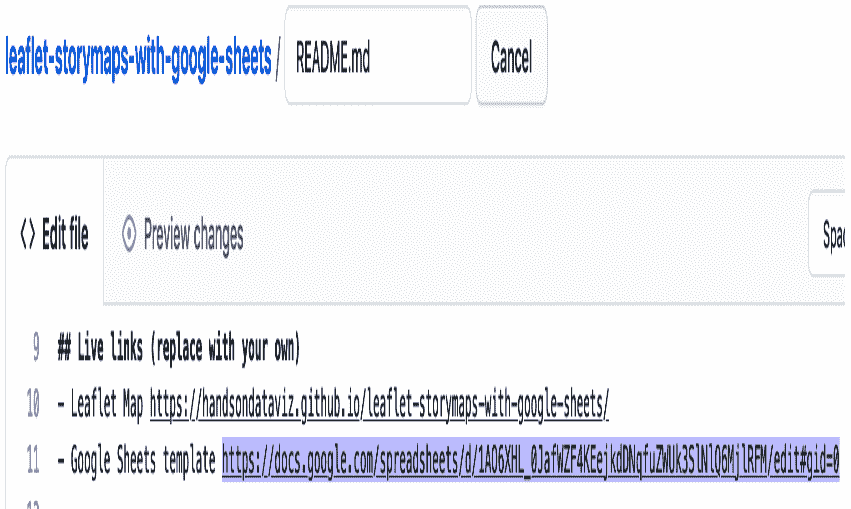 leaflet-storymaps-with-google-sheets / README.md Cancel
<> Edit file Preview changes
9 ## Live links (replace with your own)
10 - Leaflet Map https://handsondataviz.github.io/leaflet-storymaps-with-google-sheets/
11 - Google Sheets template https://docs.google.com/spreadsheets/d/1AO6XHL_0JafWZF4KEejkdDNqfuZWUk3SlNlQ6MjlRFM/edit#gid=0